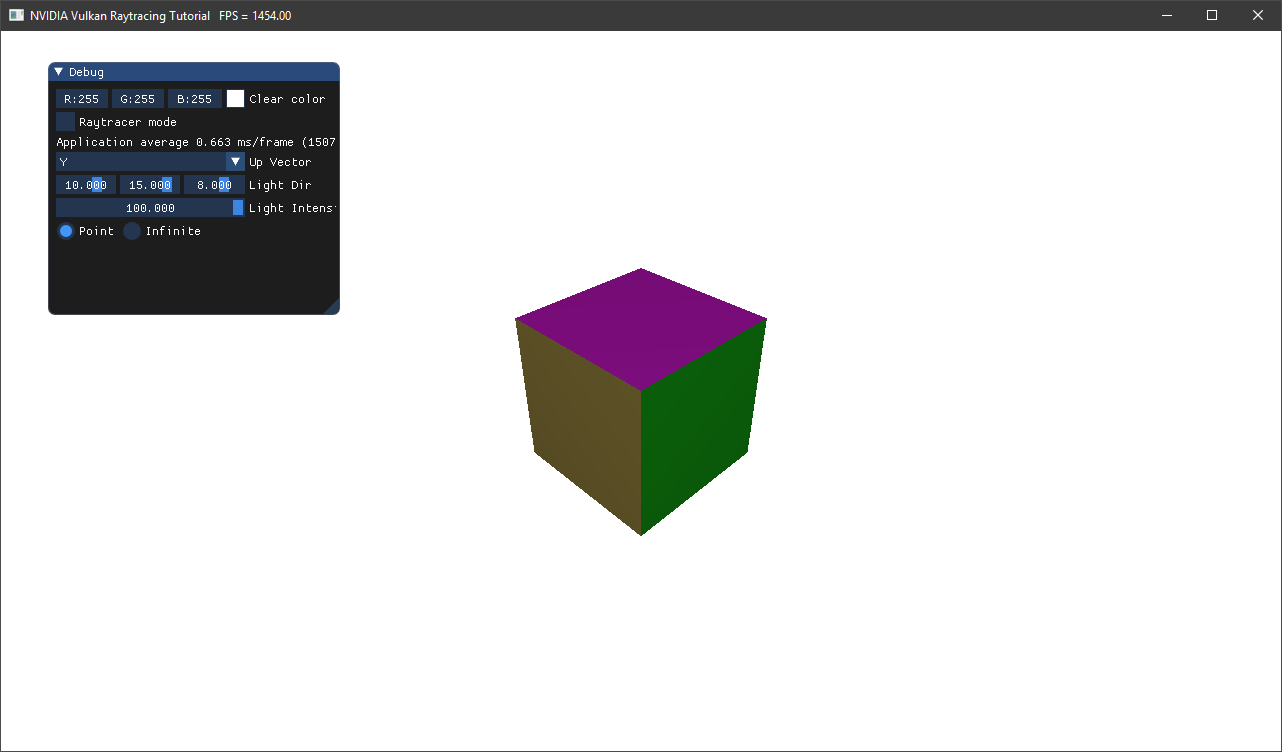 NVIDIA Vulkan Raytracing Tutorial FPS = 1454.00
Debug
R:255 G:255 B:255 Clear color
Raytracer mode
Application average 0.663 ms/frame (1507
Y Up Vector
10.000 15.000 8.000 Light Dir
100.000 Light Intens
Point Infinite